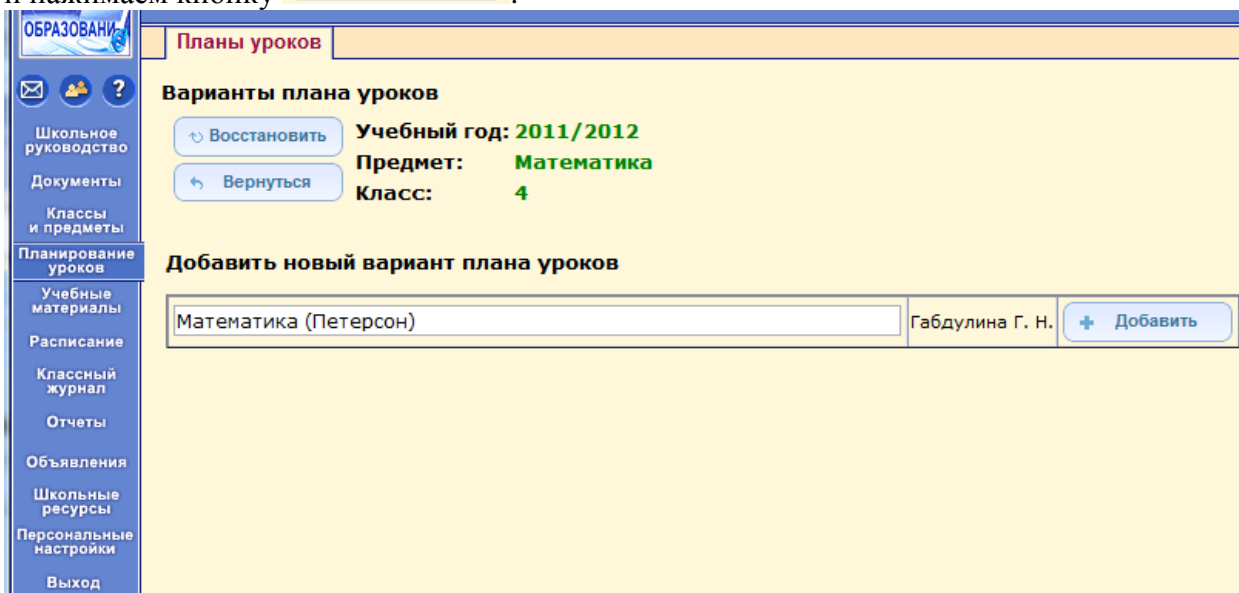 и нажимаем кнопку .
ОБРАЗОВАНИ
Планы уроков
?
Варианты плана уроков
Восстановить
Вернуться
Учебный год: 2011/2012
Предмет: Математика
Класс: 4
Школьное
руководство
Документы
Классы
и предметы
Планирование
уроков
Учебные
материалы
Расписание
Классный
журнал
Отчеты
Объявления
Школьные
ресурсы
Персональные
настройки
Выход
Добавить новый вариант плана уроков
Математика (Петерсон) Габдулина Г. Н. + Добавить